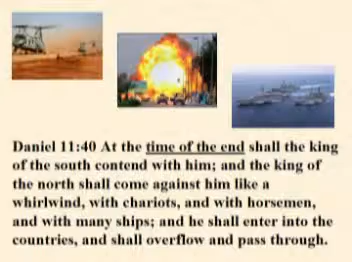 Daniel 11:40 At the time of the end shall the king
of the south contend with him; and the king of
the north shall come against him like a
whirlwind, with chariots, and with horsemen,
and with many ships; and he shall enter into the
countries, and shall overflow and pass through.